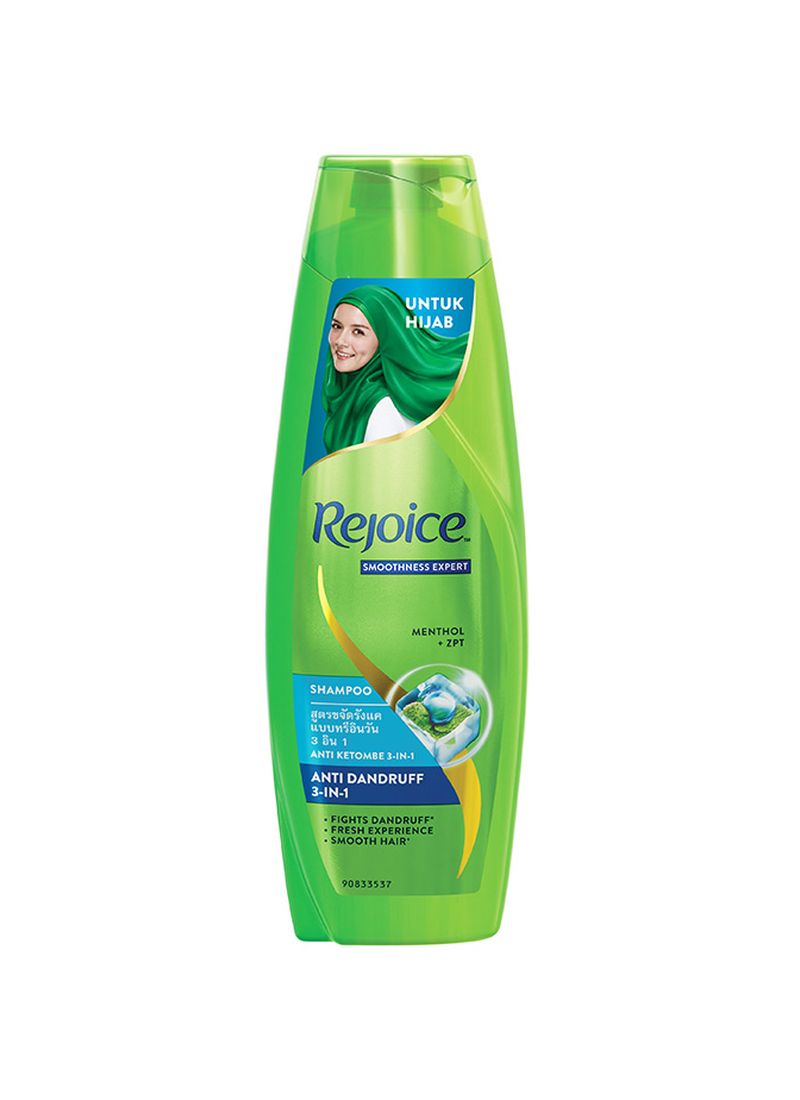 UNTUK
HIJAB
Rejoice™
SMOOTHNESS EXPERT
MENTHOL
+ ZPT
SHAMPOO
สูตรขจัดรังแค
แบบทรีอินวัน
3 อิน 1
ANTI KETOMBE 3-IN-1
ANTI DANDRUFF
3-IN-1
• FIGHTS DANDRUFF*
• FRESH EXPERIENCE
• SMOOTH HAIR*
90833537